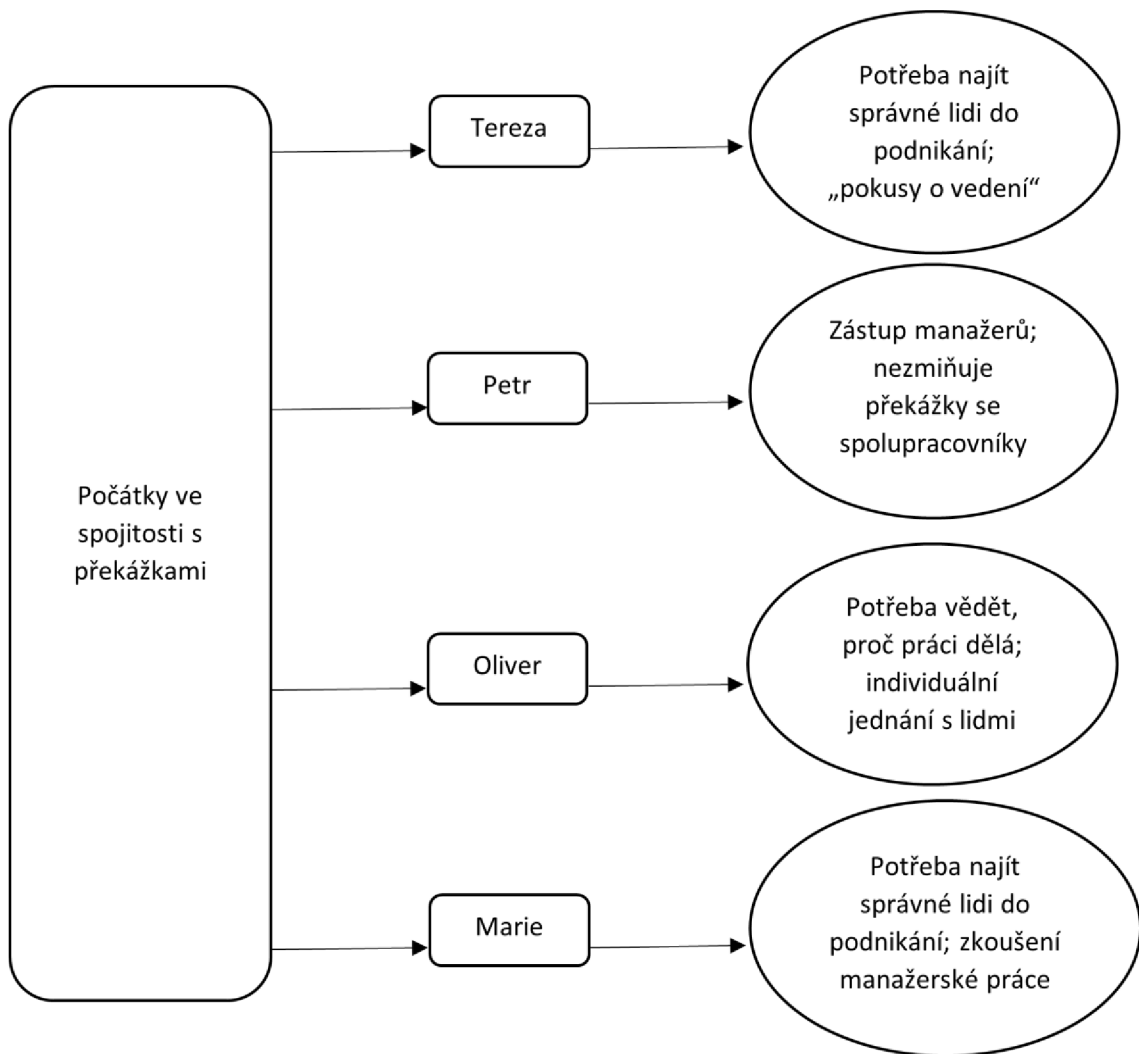 Počátky ve
spojitosti s
překážkami
Tereza
Potřeba najít
správné lidi do
podnikání;
„pokusy o vedení“
Petr
Zástup manažerů;
nezmiňuje
překážky se
spolupracovníky
Oliver
Potřeba vědět,
proč práci dělá;
individuální
jednání s lidmi
Marie
Potřeba najít
správné lidi do
podnikání; zkoušení
manažerské práce